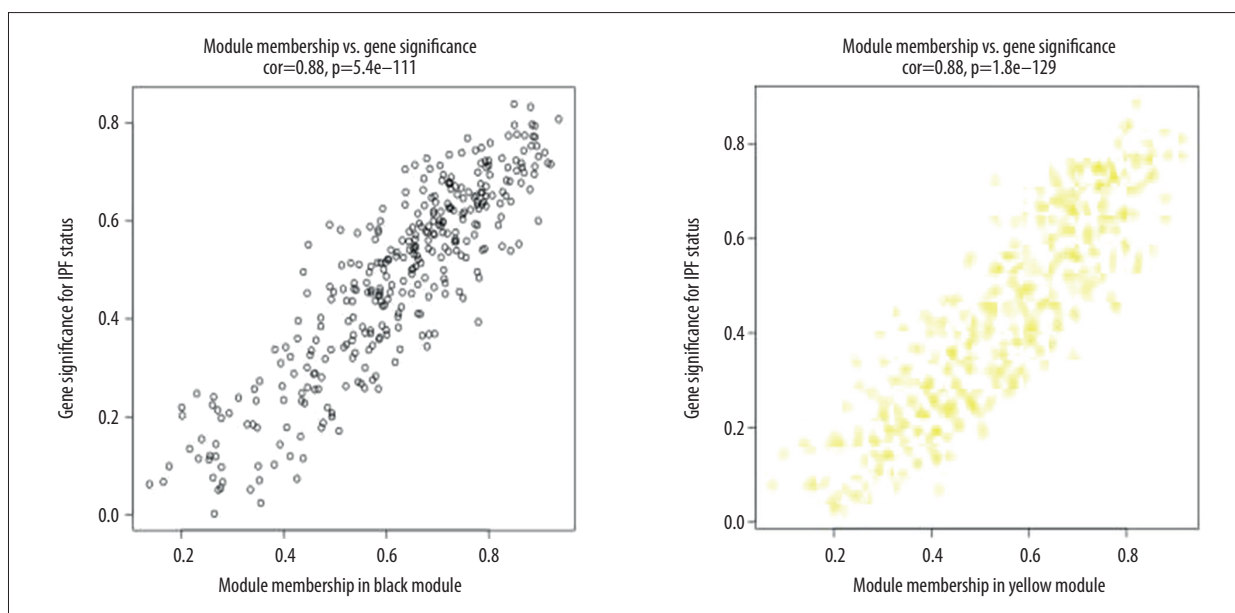 Module membership vs. gene significance
cor=0.88, p=5.4e–111
Gene significance for IPF status
0.8
0.6
0.4
0.2
0.0
0.2 0.4 0.6 0.8
Module membership in black module
Module membership vs. gene significance
cor=0.88, p=1.8e–129
Gene significance for IPF status
0.8
0.6
0.4
0.2
0.0
0.2 0.4 0.6 0.8
Module membership in yellow module